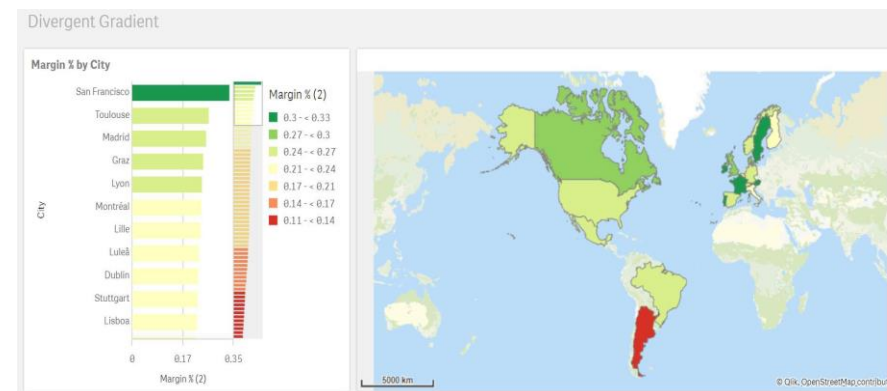 Divergent Gradient
Margin % by City
San Francisco
Toulouse
Madrid
Graz
Lyon
Montréal
Lille
Luleå
Dublin
Stuttgart
Lisboa
City
0
0.17
0.35
Margin % (2)
Margin % (2)
0.3 - < 0.33
0.27 - < 0.3
0.24 - < 0.27
0.21 - < 0.24
0.17 - < 0.21
0.14 - < 0.17
0.11 - < 0.14
5000 km
© Qlik, OpenStreetMap contribu